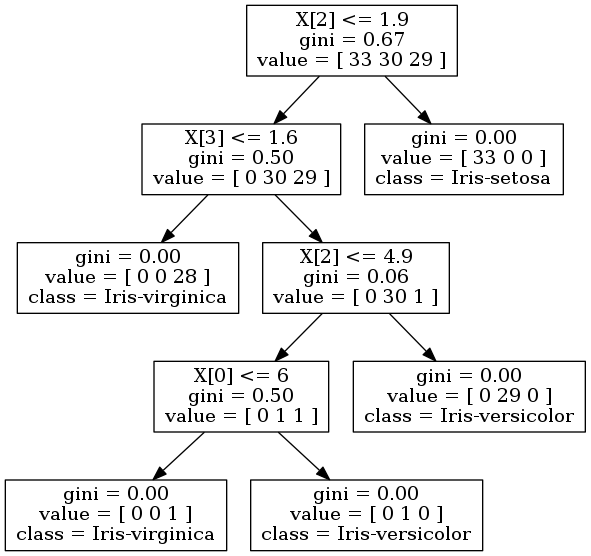 X[2] <= 1.9
gini = 0.67
value = [ 33 30 29 ]
X[3] <= 1.6
gini = 0.50
value = [ 0 30 29 ]
gini = 0.00
value = [ 33 0 0 ]
class = Iris-setosa
gini = 0.00
value = [ 0 0 28 ]
class = Iris-virginica
X[2] <= 4.9
gini = 0.06
value = [ 0 30 1 ]
X[0] <= 6
gini = 0.50
value = [ 0 1 1 ]
gini = 0.00
value = [ 0 29 0 ]
class = Iris-versicolor
gini = 0.00
value = [ 0 0 1 ]
class = Iris-virginica
gini = 0.00
value = [ 0 1 0 ]
class = Iris-versicolor